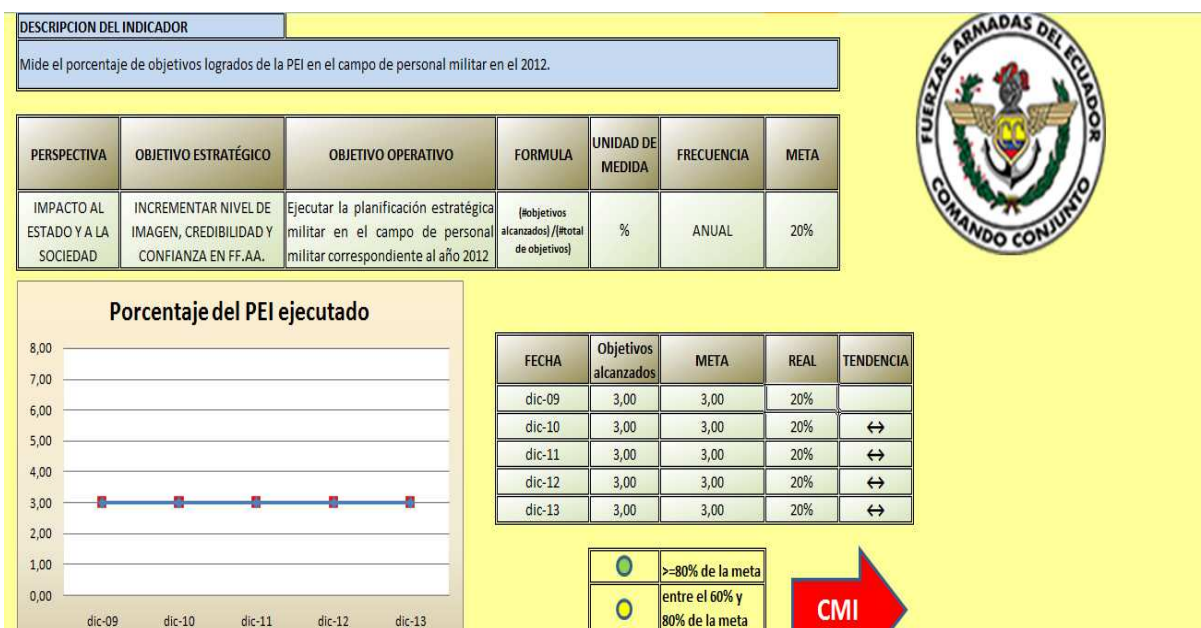 DESCRIPCION DEL INDICADOR
Mide el porcentaje de objetivos logrados de la PEI en el campo de personal militar en el 2012.
FUERZAS ARMADAS DEL ECUADOR
COMANDO CONJUNTO
PERSPECTIVA OBJETIVO ESTRATÉGICO OBJETIVO OPERATIVO FORMULA UNIDAD DE MEDIDA FRECUENCIA META
IMPACTO AL INCREMENTAR NIVEL DE Ejecutar la planificación estratégica (#objetivos
ESTADO Y A LA IMAGEN, CREDIBILIDAD Y militar en el campo de personal alcanzados) /(#total % ANUAL 20%
SOCIEDAD CONFIANZA EN FF.AA. militar correspondiente al año 2012 de objetivos)
Porcentaje del PEI ejecutado
8,00
7,00
6,00
5,00
4,00
3,00
2,00
1,00
0,00
dic-09 dic-10 dic-11 dic-12 dic-13
FECHA Objetivos alcanzados META REAL TENDENCIA
dic-09 3,00 3,00 20%
dic-10 3,00 3,00 20% ↔
dic-11 3,00 3,00 20% ↔
dic-12 3,00 3,00 20% ↔
dic-13 3,00 3,00 20% ↔
>=80% de la meta
entre el 60% y
80% de la meta
CMI